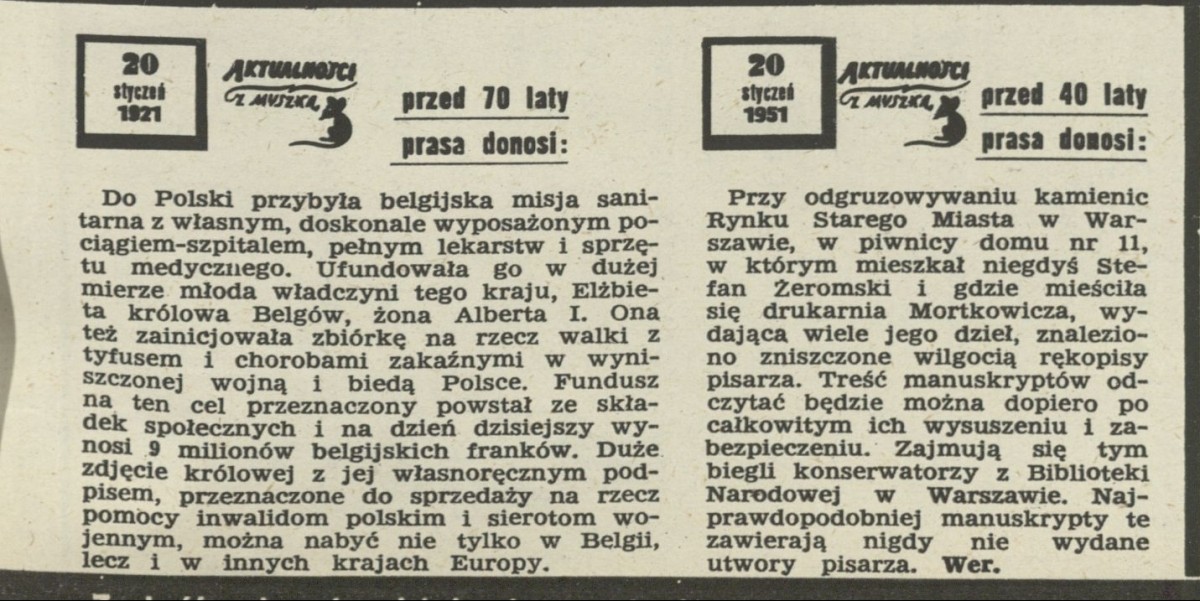 20
styczeń
1921
AKTUALNOŚCI
Z MYSZKĄ
przed 70 laty
prasa donosi:
Do Polski przybyła belgijska misja sani-
tarna z własnym, doskonale wyposażonym po-
ciągiem-szpitalem, pełnym lekarstw i sprzę-
tu medycznego. Ufundowała go w dużej
mierze młoda władczyni tego kraju, Elżbie-
ta królowa Belgów, żona Alberta I. Ona
też zainicjowała zbiórkę na rzecz walki z
tyfusem i chorobami zakaźnymi w wyni-
szczonej wojną i biedą Polsce. Fundusz
na ten cel przeznaczony powstał ze skła-
dek społecznych i na dzień dzisiejszy wy-
nosi 9 milionów belgijskich franków. Duże
zdjęcie królowej z jej własnoręcznym pod-
pisem, przeznaczone do sprzedaży na rzecz
pomocy inwalidom polskim i sierotom wo-
jennym, można nabyć nie tylko w Belgii,
lecz i w innych krajach Europy.
20
styczeń
1951
AKTUALNOŚCI
Z MYSZKĄ
przed 40 laty
prasa donosi:
Przy odgruzowywaniu kamienic
Rynku Starego Miasta w War-
szawie, w piwnicy domu nr 11,
w którym mieszkał niegdyś Ste-
fan Żeromski i gdzie mieściła
się drukarnia Mortkowicza, wy-
dająca wiele jego dzieł, znalezio-
no zniszczone wilgocią rękopisy
pisarza. Treść manuskryptów od-
czytać będzie można dopiero po
całkowitym ich wysuszeniu i za-
bezpieczeniu. Zajmują się tym
biegli konserwatorzy z Biblioteki
Narodowej w Warszawie. Naj-
prawdopodobniej manuskrypty te
zawierają nigdy nie wydane
utwory pisarza. Wer.